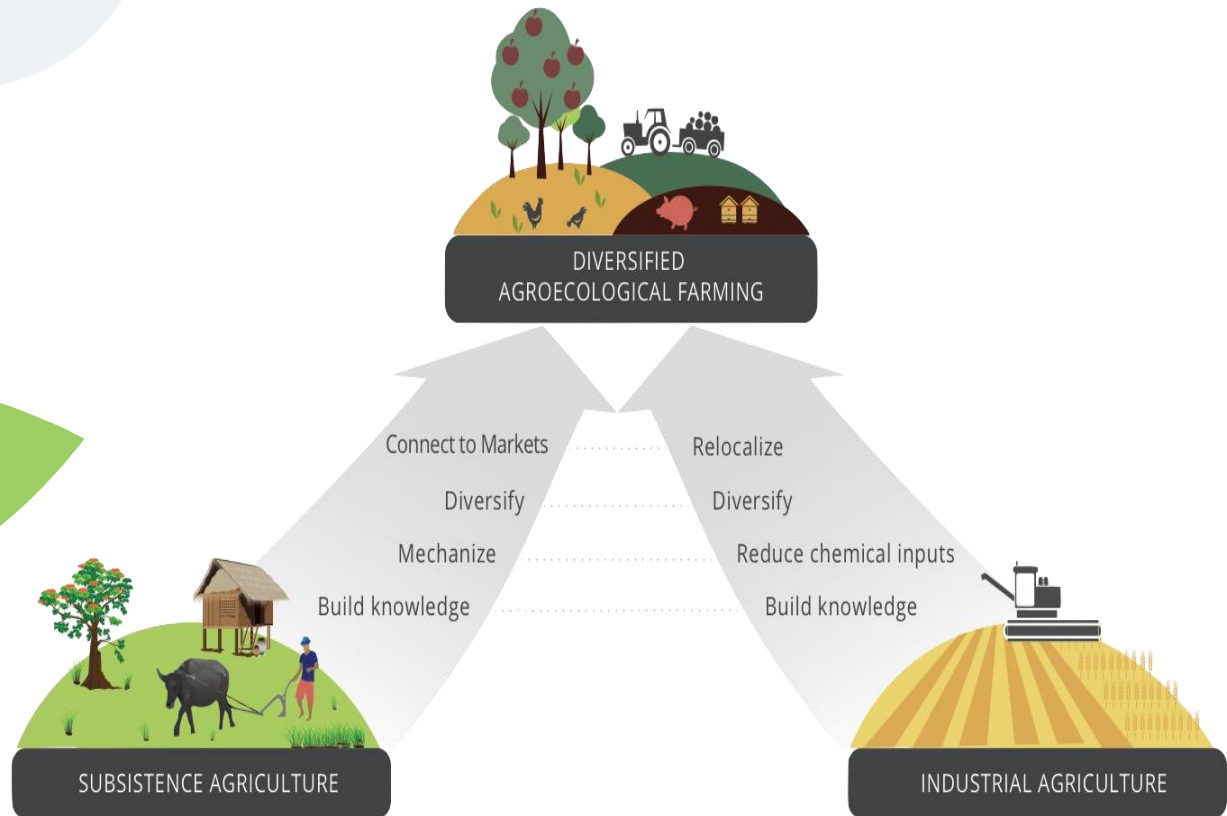 DIVERSIFIED
AGROECOLOGICAL FARMING
Connect to Markets
Relocalize
Diversify
Diversify
Mechanize
Reduce chemical inputs
Build knowledge
Build knowledge
SUBSISTENCE AGRICULTURE
INDUSTRIAL AGRICULTURE